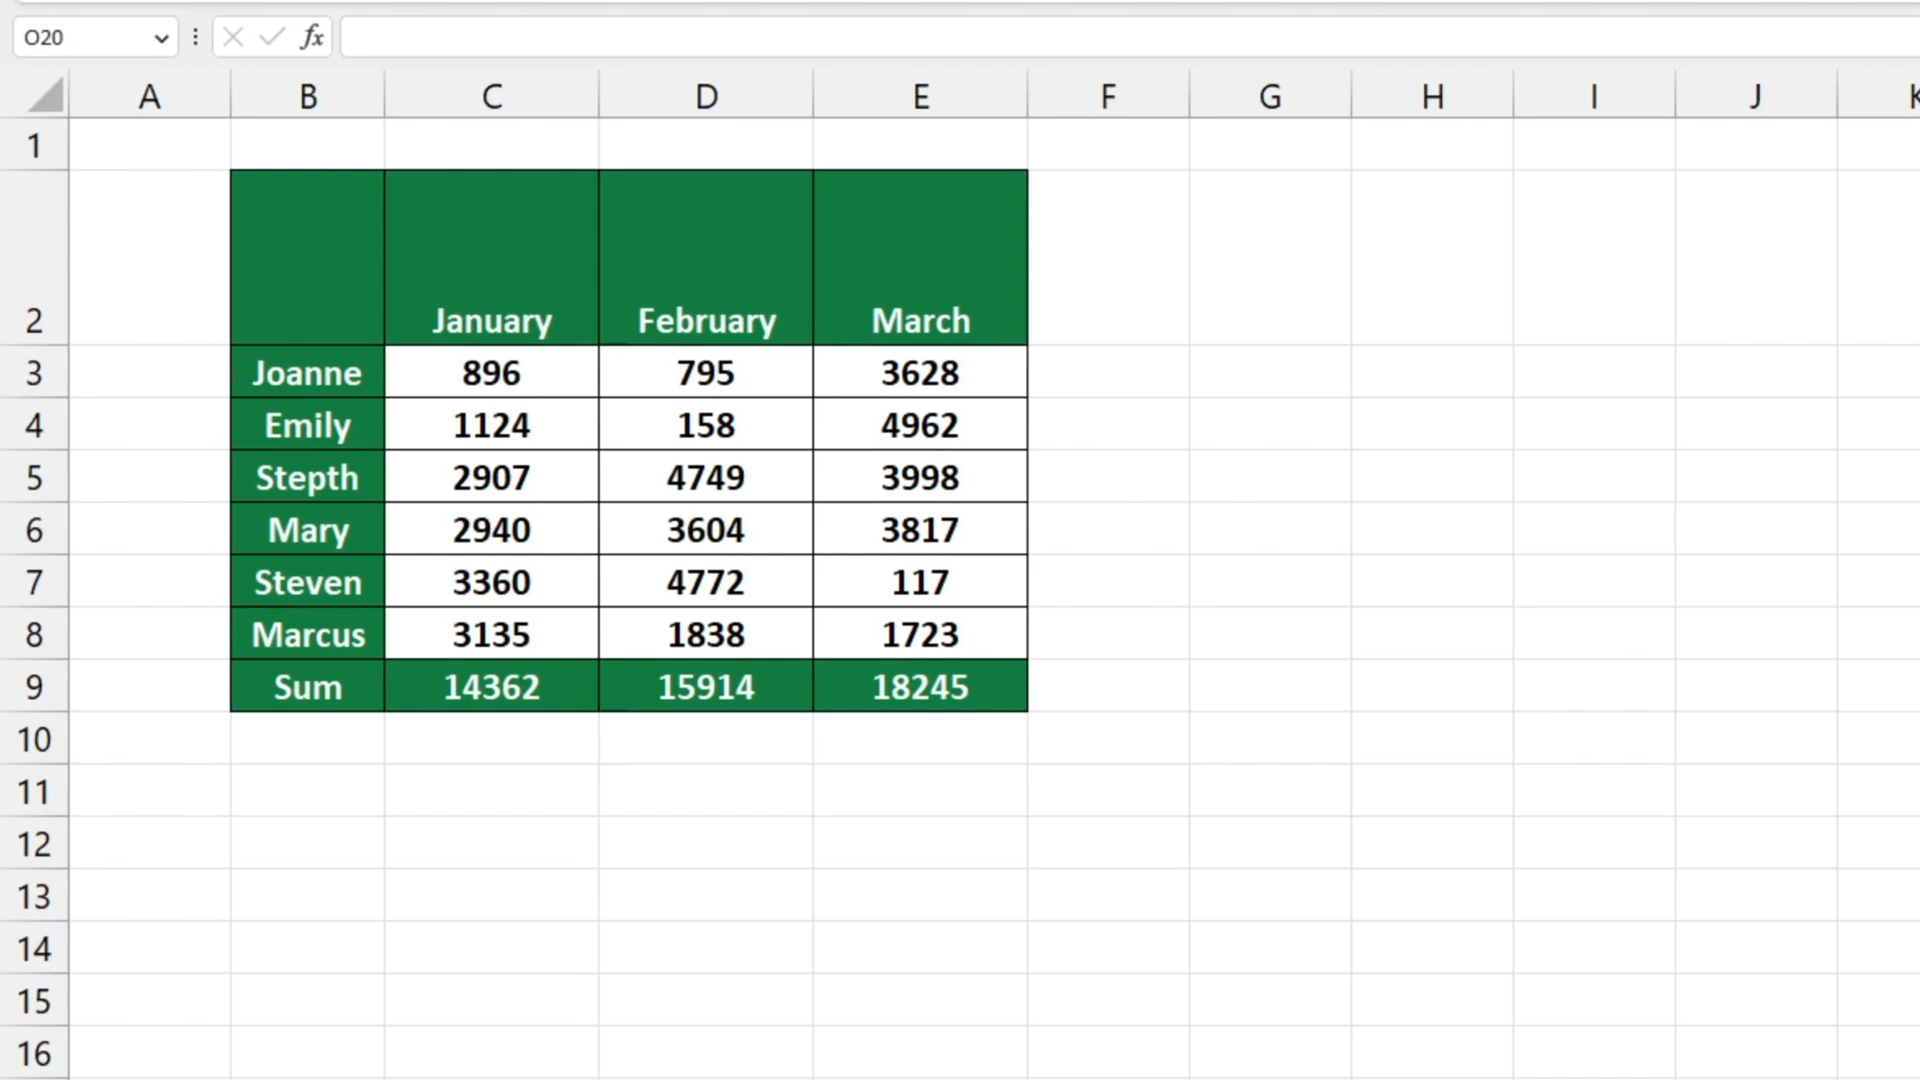 O20 fx
A B C D E F G H I J K
1
2 January February March
3 Joanne 896 795 3628
4 Emily 1124 158 4962
5 Stepth 2907 4749 3998
6 Mary 2940 3604 3817
7 Steven 3360 4772 117
8 Marcus 3135 1838 1723
9 Sum 14362 15914 18245
10
11
12
13
14
15
16